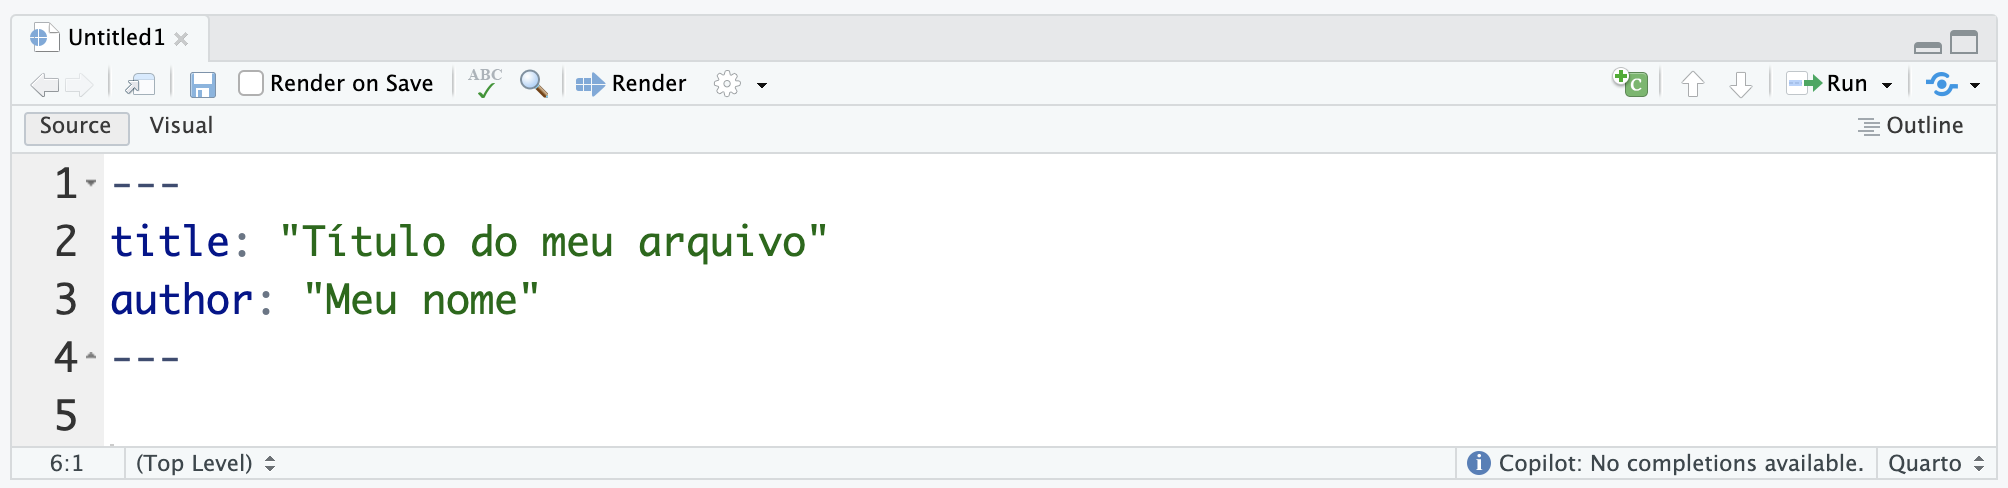 Untitled1
Render on Save ABC Render C Run
Source Visual Outline
1 ---
2 title: "Título do meu arquivo"
3 author: "Meu nome"
4 ---
5
6:1 (Top Level) i Copilot: No completions available. Quarto